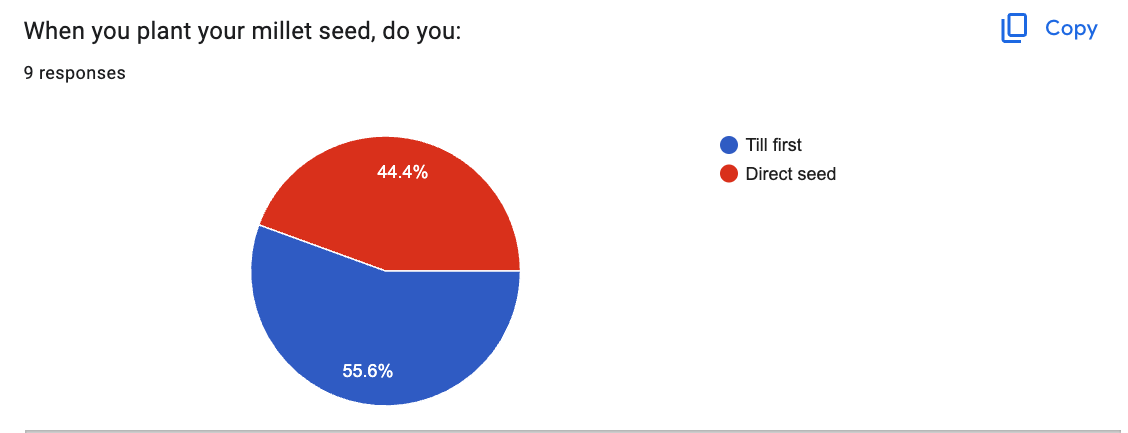 When you plant your millet seed, do you:
Copy
9 responses
Till first
Direct seed
44.4%
55.6%